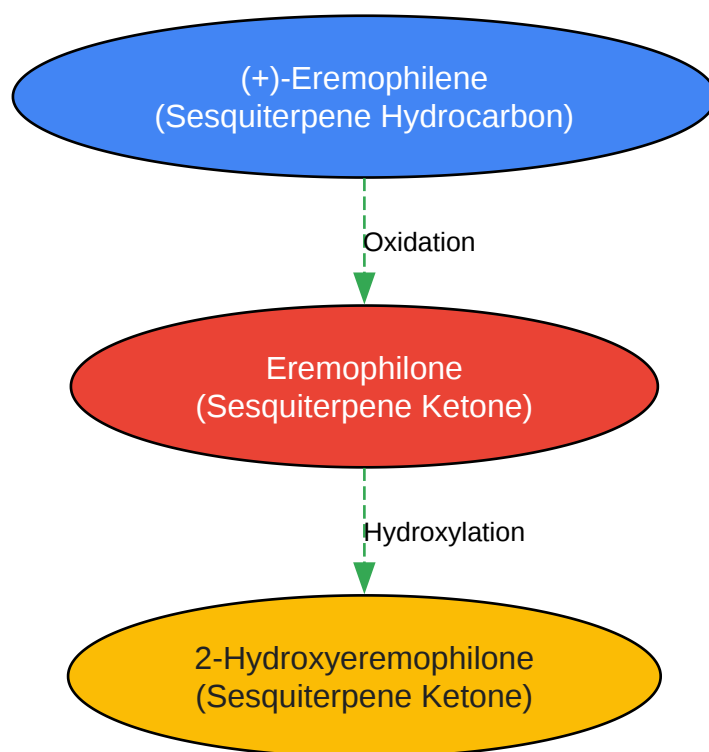 (+)-Eremophilene
(Sesquiterpene Hydrocarbon)
Oxidation
Eremophilone
(Sesquiterpene Ketone)
Hydroxylation
2-Hydroxyeremophilone
(Sesquiterpene Ketone)